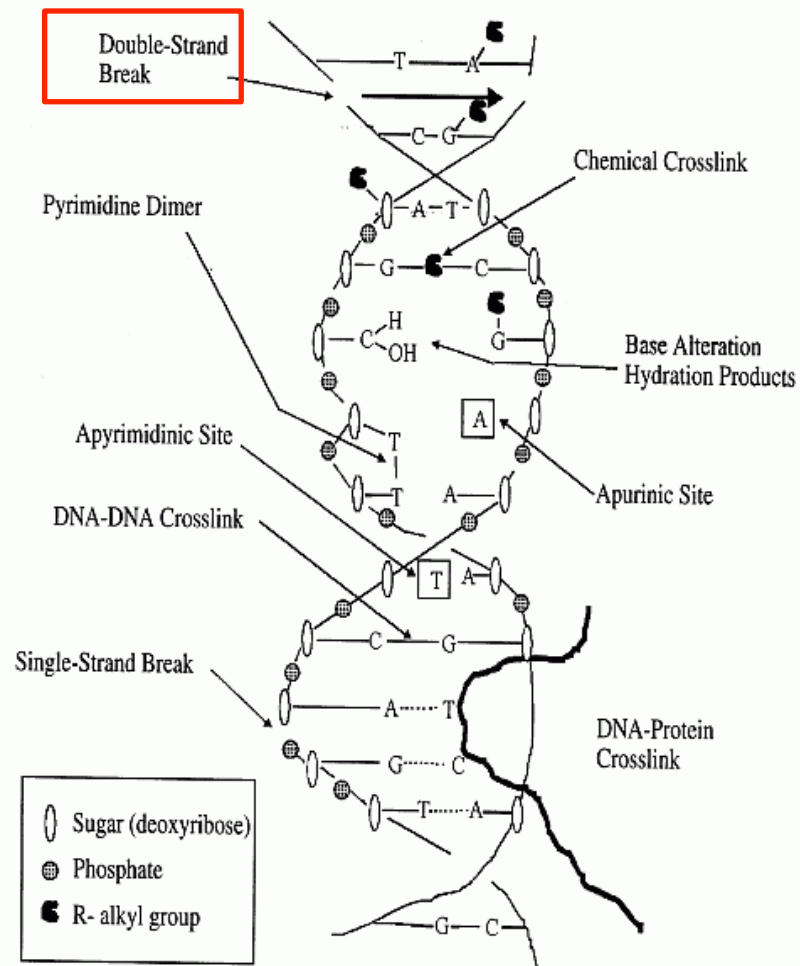 Double-Strand
Break
T A
C G
Chemical Crosslink
Pyrimidine Dimer
A T
G C
H
C
OH
G
Base Alteration
Hydration Products
Apyrimidinic Site
T
A
T
A
Apurinic Site
DNA-DNA Crosslink
T A
C G
Single-Strand Break
A T
DNA-Protein
Crosslink
G C
T A
Sugar (deoxyribose)
Phosphate
R- alkyl group
G C